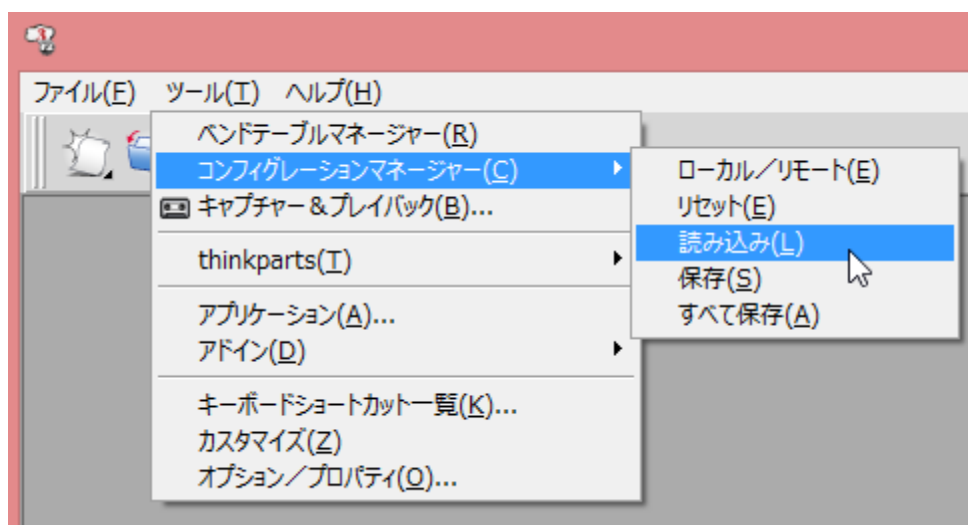 ファイル(F) ツール(T) ヘルプ(H)
ベンドテーブルマネージャー(R)
コンフィグレーションマネージャー(C)
キャプチャー＆プレイバック(B)...
thinkparts(T)
アプリケーション(A)...
アドイン(D)
キーボードショートカット一覧(K)...
カスタマイズ(Z)
オプション／プロパティ(O)...
ローカル／リモート(E)
リセット(E)
読み込み(L)
保存(S)
すべて保存(A)